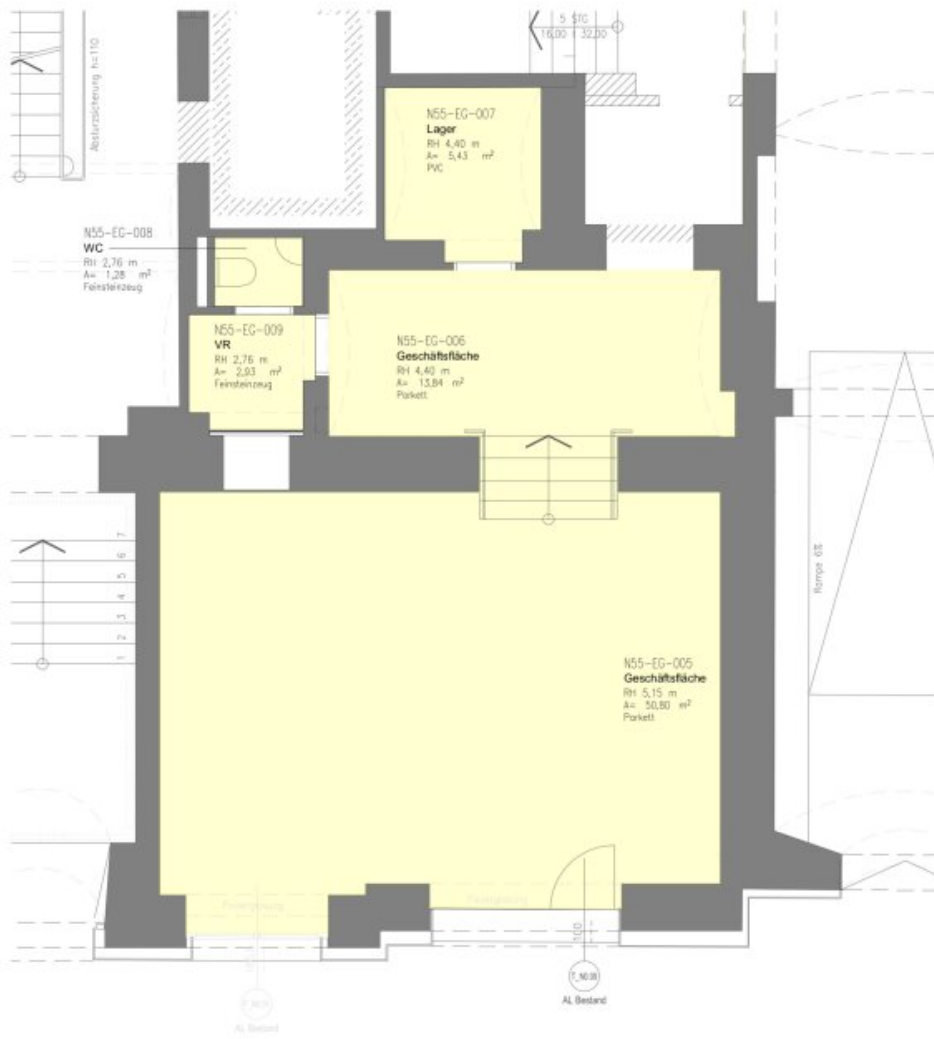 5 STG
16,00 / 32,00
Absturzsicherung h=110
N55-EG-007
Lager
RH 4,40 m
A= 5,43 m²
PVC
N55-EG-008
WC
RH 2,76 m
A= 1,28 m²
Feinsteinzeug
N55-EG-009
VR
RH 2,76 m
A= 2,93 m²
Feinsteinzeug
N55-EG-006
Geschäftsfläche
RH 4,40 m
A= 13,84 m²
Parkett
1 2 3 4 5 6 7
Rampe 6%
N55-EG-005
Geschäftsfläche
RH 5,15 m
A= 50,80 m²
Parkett
Fixverglasung
Fixverglasung
100
AL Bestand
AL Bestand